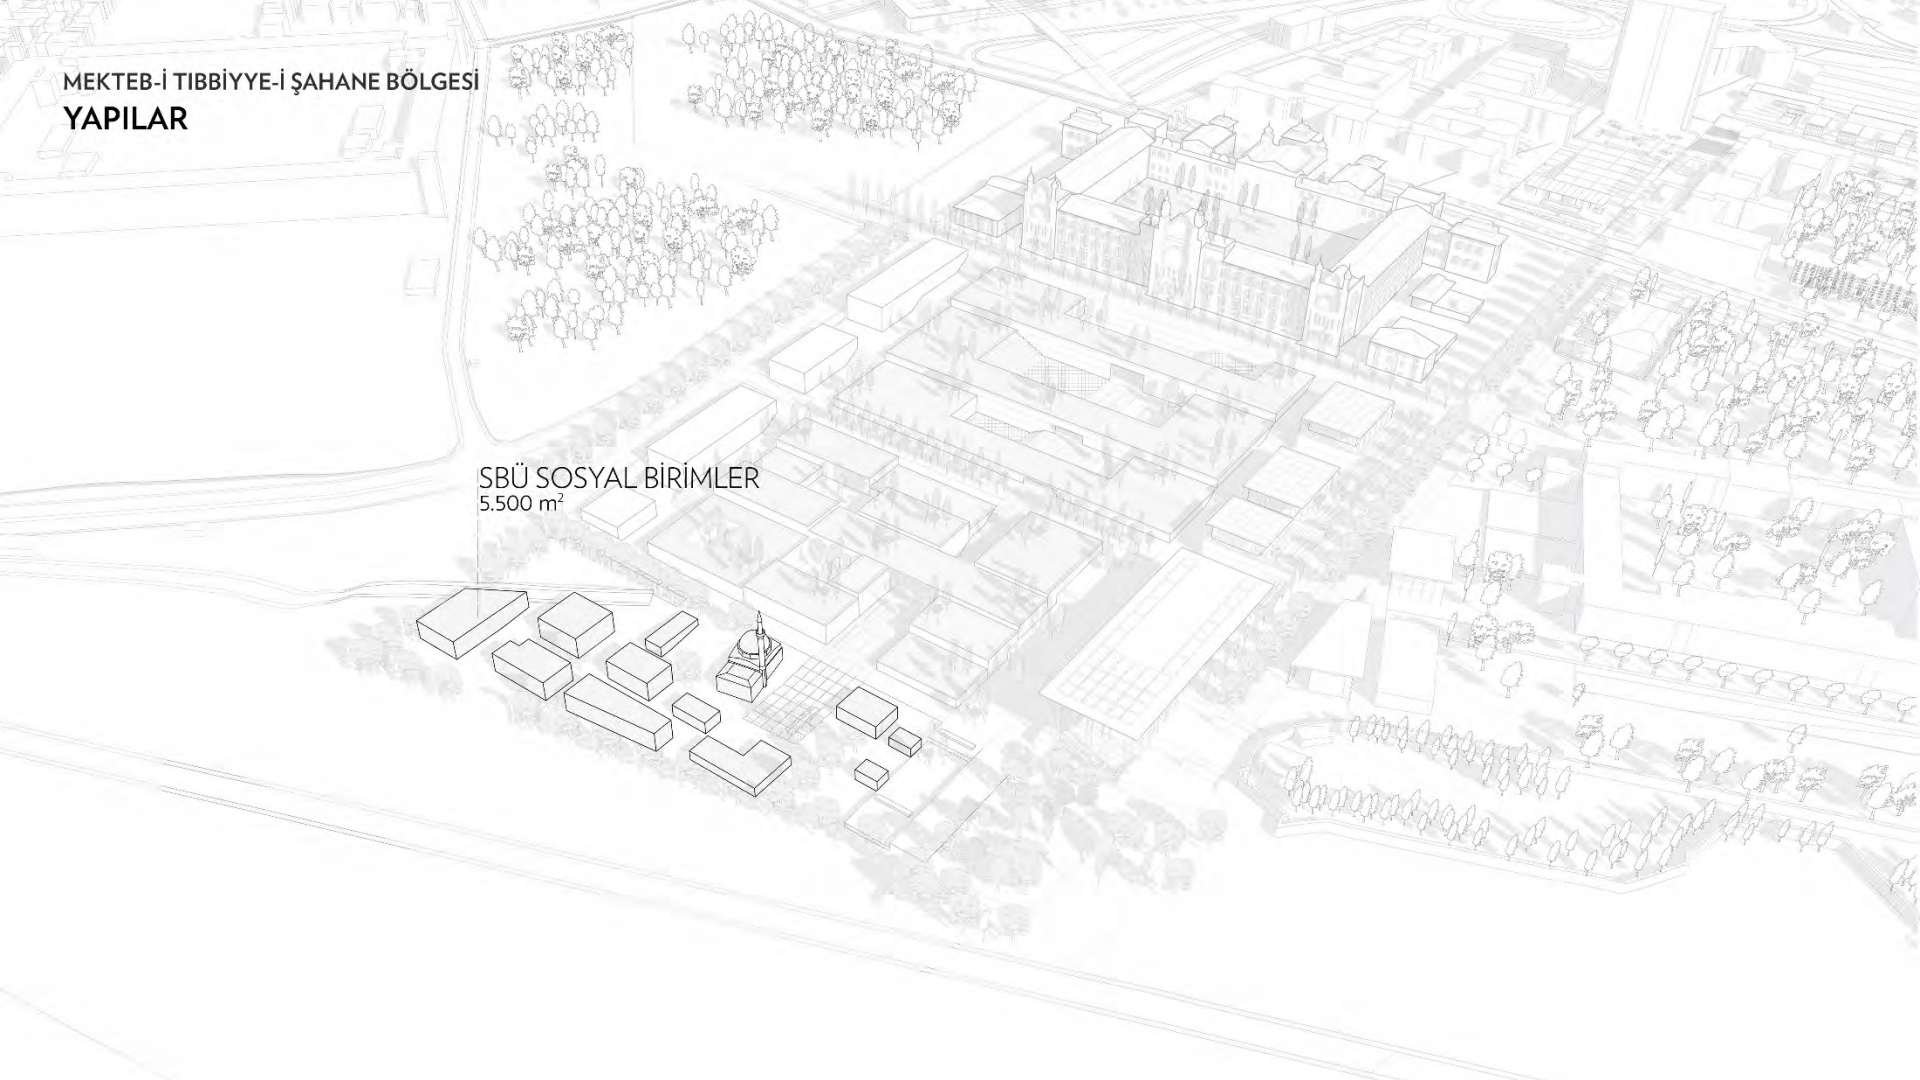 MEKTEB-İ TIBBİYYE-İ ŞAHANE BÖLGESİ
YAPILAR
SBÜ SOSYAL BİRİMLER
5.500 m²